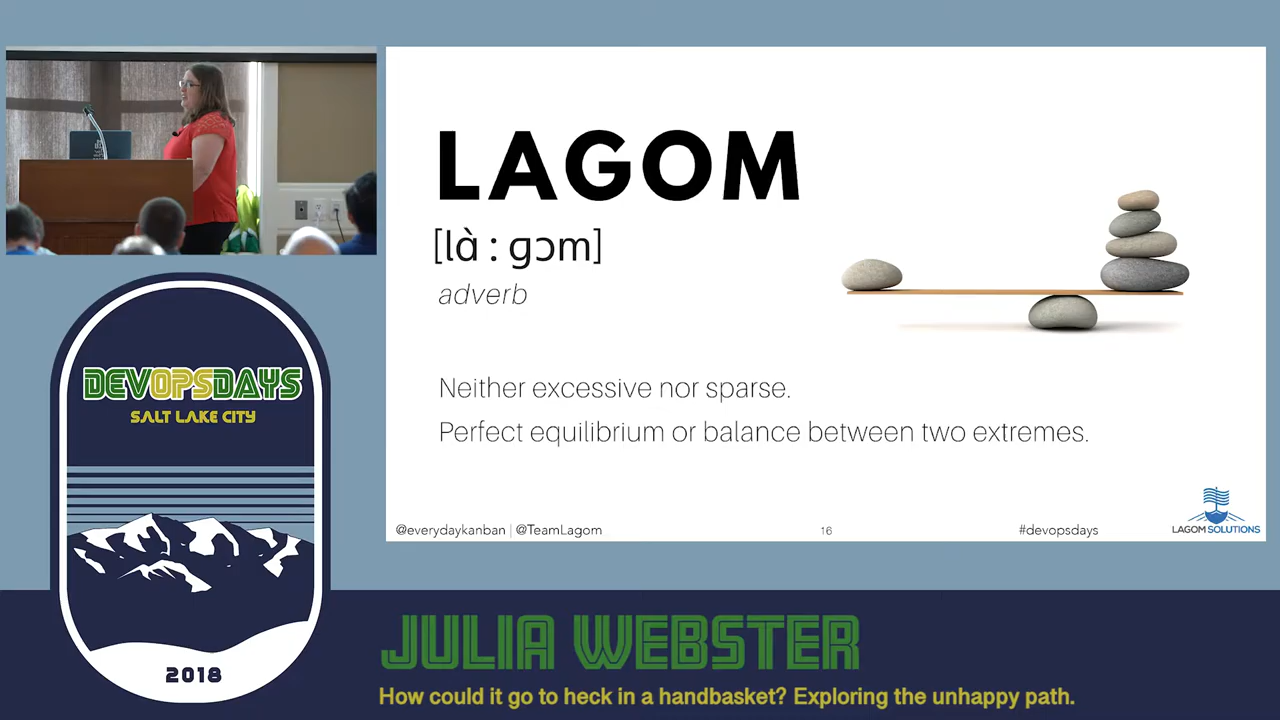 LAGOM
[là : gɔm]
adverb
Neither excessive nor sparse.
Perfect equilibrium or balance between two extremes.
@everydaykanban | @TeamLagom
16
#devopsdays
LAGOM SOLUTIONS
DEVOPSDAYS
SALT LAKE CITY
2018
JULIA WEBSTER
How could it go to heck in a handbasket? Exploring the unhappy path.